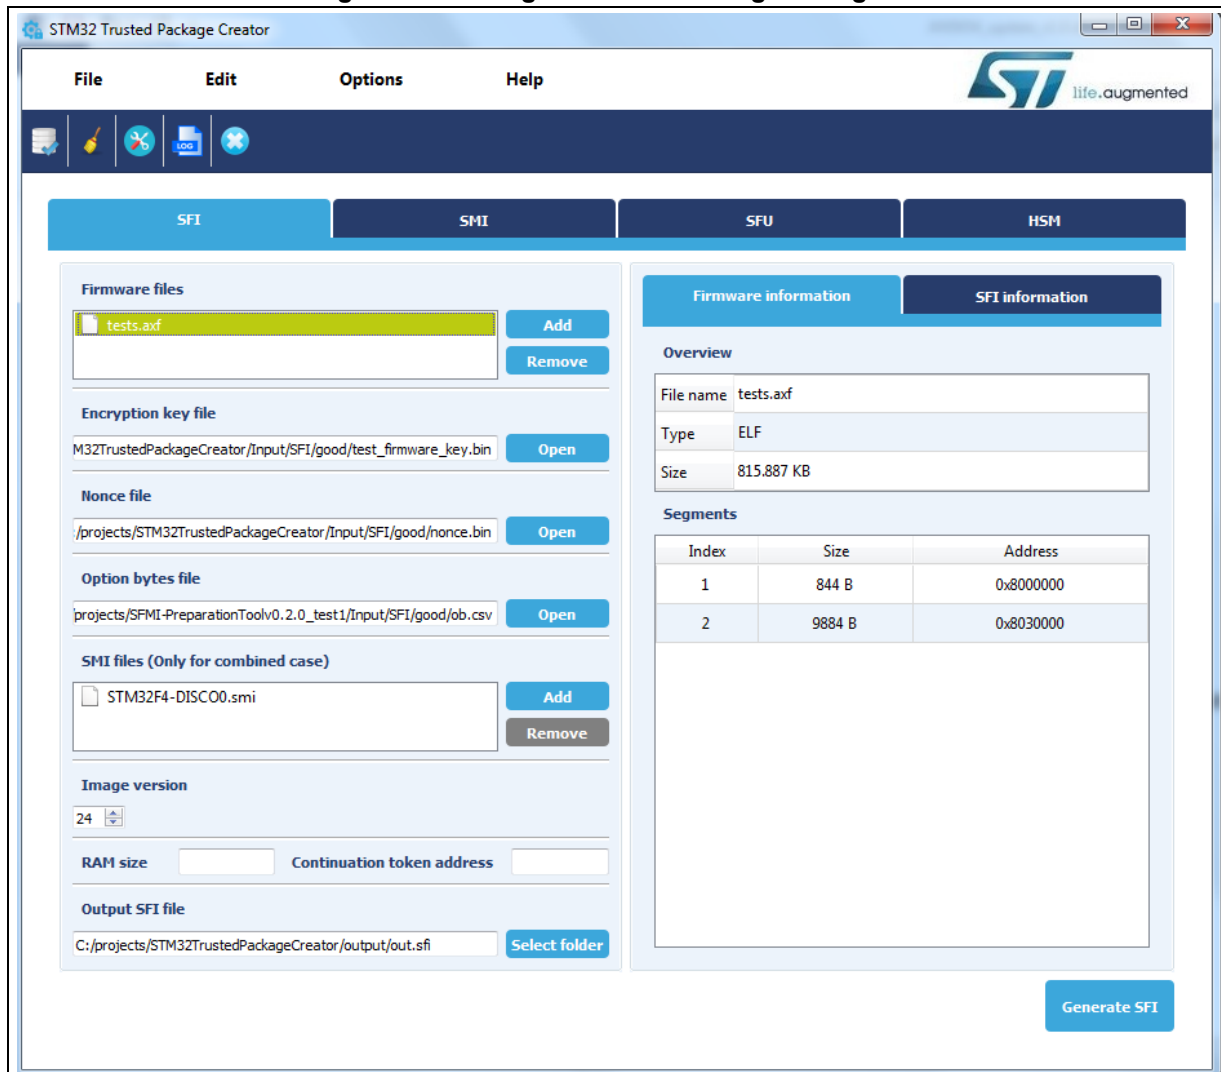 STM32 Trusted Package Creator
File Edit Options Help
life.augmented
LOG
SFI SMI SFU HSM
Firmware files
tests.axf
Add
Remove
Encryption key file
M32TrustedPackageCreator/Input/SFI/good/test_firmware_key.bin Open
Nonce file
:/projects/STM32TrustedPackageCreator/Input/SFI/good/nonce.bin Open
Option bytes file
projects/SFMI-PreparationToolv0.2.0_test1/Input/SFI/good/ob.csv Open
SMI files (Only for combined case)
STM32F4-DISCO0.smi
Add
Remove
Image version
24
RAM size Continuation token address
Output SFI file
C:/projects/STM32TrustedPackageCreator/output/out.sfi Select folder
Firmware information SFI information
Overview
File name tests.axf
Type ELF
Size 815.887 KB
Segments
Index Size Address
1 844 B 0x8000000
2 9884 B 0x8030000
Generate SFI